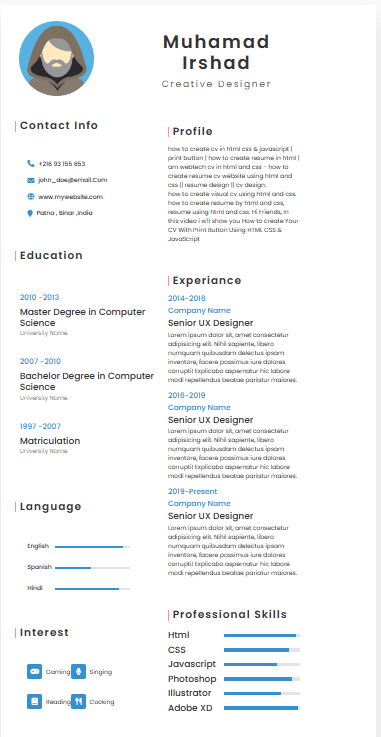 Muhamad
Irshad
Creative Designer
Contact Info
+216 93 155 653
john_doe@email.Com
www.mywebsite.com
Patna , Binar ,India
Education
2010 -2013
Master Degree in Computer
Science
University Name
2007 -2010
Bachelor Degree in Computer
Science
University Name
1997 -2007
Matriculation
University Name
Language
English
Spanish
Hindi
Interest
Gaming
Singing
Reading
Cooking
Profile
how to create cv in html css & javascript |
print button | how to create resume in html |
am webtech cv in html and css - how to
create resume cv website using html and
css || resume design || cv design.
how to create visual cv using html and css.
how to create resume by html and css,
resume using html and css. Hi Friends, In
this video i will show you How to create Your
CV With Print Button Using HTML CSS &
JavaScript
Experiance
2014-2016
Company Name
Senior UX Designer
Lorem ipsum dolor sit, amet consectetur
adipisicing elit. Nihil sapiente, libero
numquam quibusdam delectus ipsam
inventore, facere possimus iure dolores
corrupti! Explicabo aspernatur hic labore
modi repellendus beatae pariatur maiores.
2016-2019
Company Name
Senior UX Designer
Lorem ipsum dolor sit, amet consectetur
adipisicing elit. Nihil sapiente, libero
numquam quibusdam delectus ipsam
inventore, facere possimus iure dolores
corrupti! Explicabo aspernatur hic labore
modi repellendus beatae pariatur maiores.
2019-Present
Company Name
Senior UX Designer
Lorem ipsum dolor sit, amet consectetur
adipisicing elit. Nihil sapiente, libero
numquam quibusdam delectus ipsam
inventore, facere possimus iure dolores
corrupti! Explicabo aspernatur hic labore
modi repellendus beatae pariatur maiores.
Professional Skills
Html
CSS
Javascript
Photoshop
Illustrator
Adobe XD